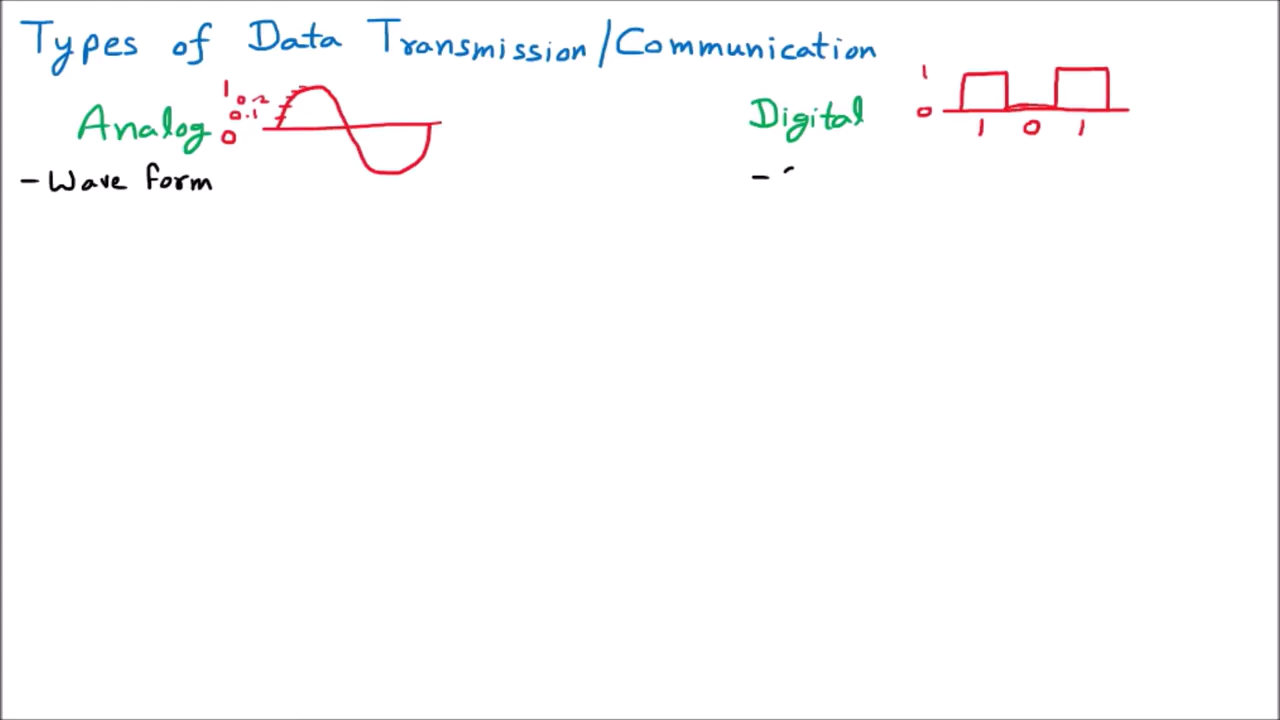 Types of Data Transmission/Communication
Analog
1
0.2
0.1
0
Digital
1
0
1 0 1
- Wave form
-